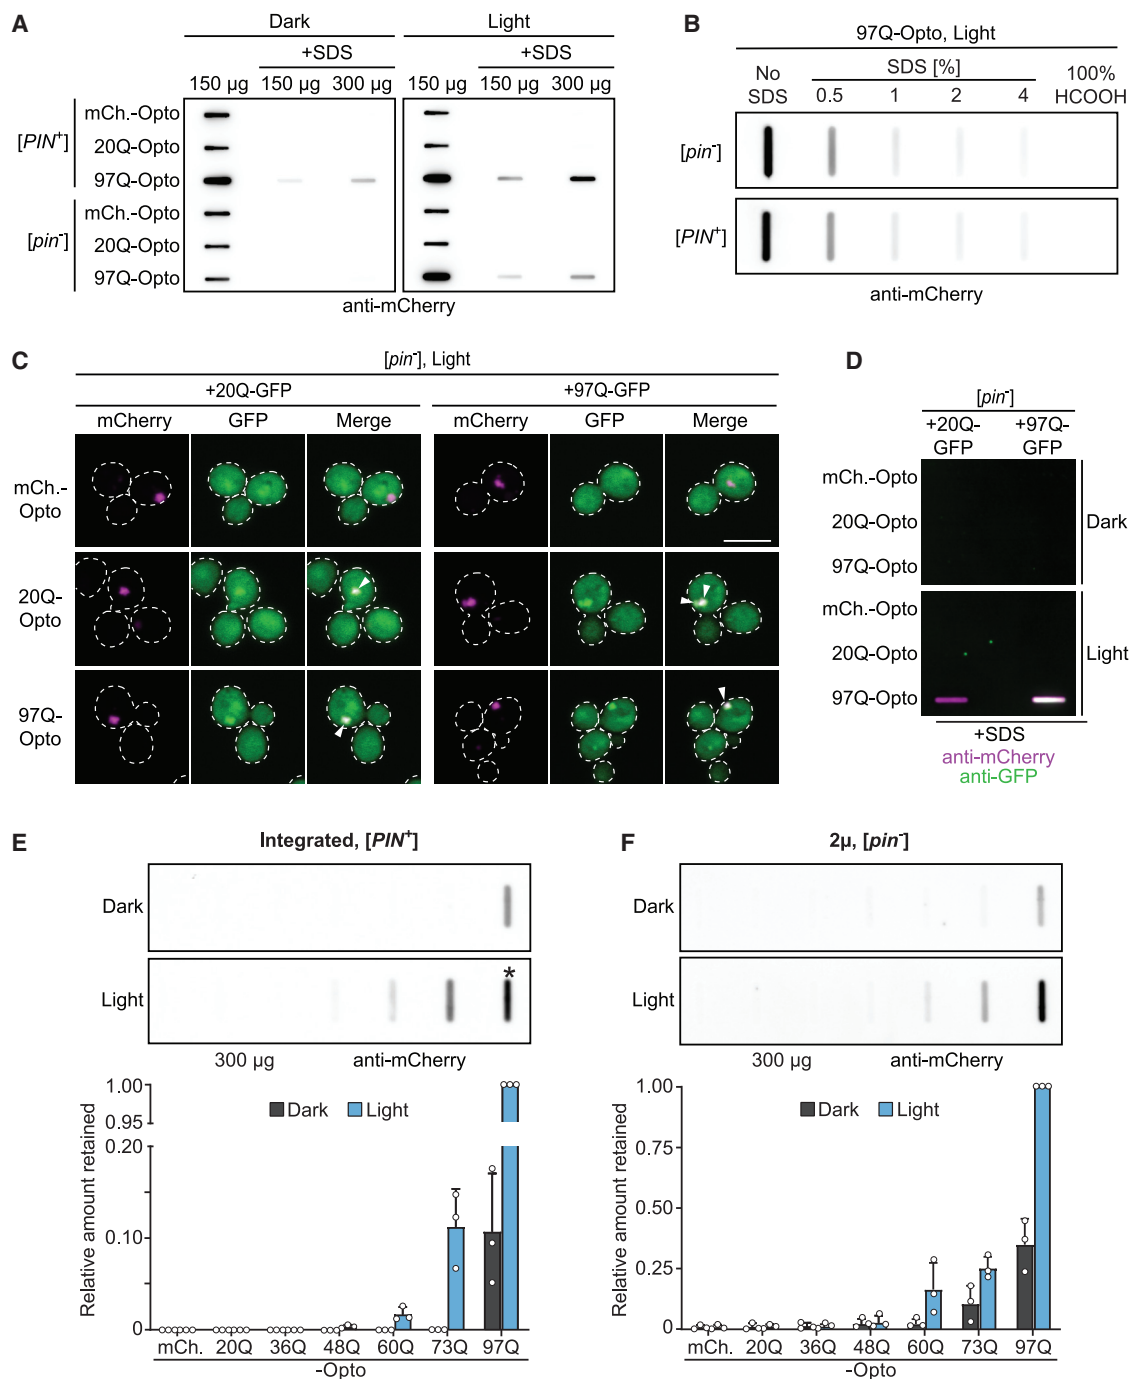 A
Dark Light
+SDS +SDS
150 µg 150 µg 300 µg 150 µg 150 µg 300 µg
[PIN⁺]
mCh.-Opto
20Q-Opto
97Q-Opto
[pin⁻]
mCh.-Opto
20Q-Opto
97Q-Opto
anti-mCherry
B
97Q-Opto, Light
No SDS
SDS [%]
100% HCOOH
0.5 1 2 4
[pin⁻]
[PIN⁺]
anti-mCherry
C
[pin⁻], Light
+20Q-GFP +97Q-GFP
mCherry GFP Merge mCherry GFP Merge
mCh.-
Opto
20Q-
Opto
97Q-
Opto
D
[pin⁻]
+20Q- +97Q-
GFP GFP
mCh.-Opto
20Q-Opto
97Q-Opto
Dark
mCh.-Opto
20Q-Opto
97Q-Opto
Light
+SDS
anti-mCherry
anti-GFP
E
Integrated, [PIN⁺]
Dark
Light
*
300 µg anti-mCherry
Relative amount retained
1.00
0.95
0.20
0.10
0
Dark Light
mCh. 20Q 36Q 48Q 60Q 73Q 97Q
-Opto
F
2µ, [pin⁻]
Dark
Light
300 µg anti-mCherry
Relative amount retained
1.00
0.75
0.50
0.25
0
Dark Light
mCh. 20Q 36Q 48Q 60Q 73Q 97Q
-Opto